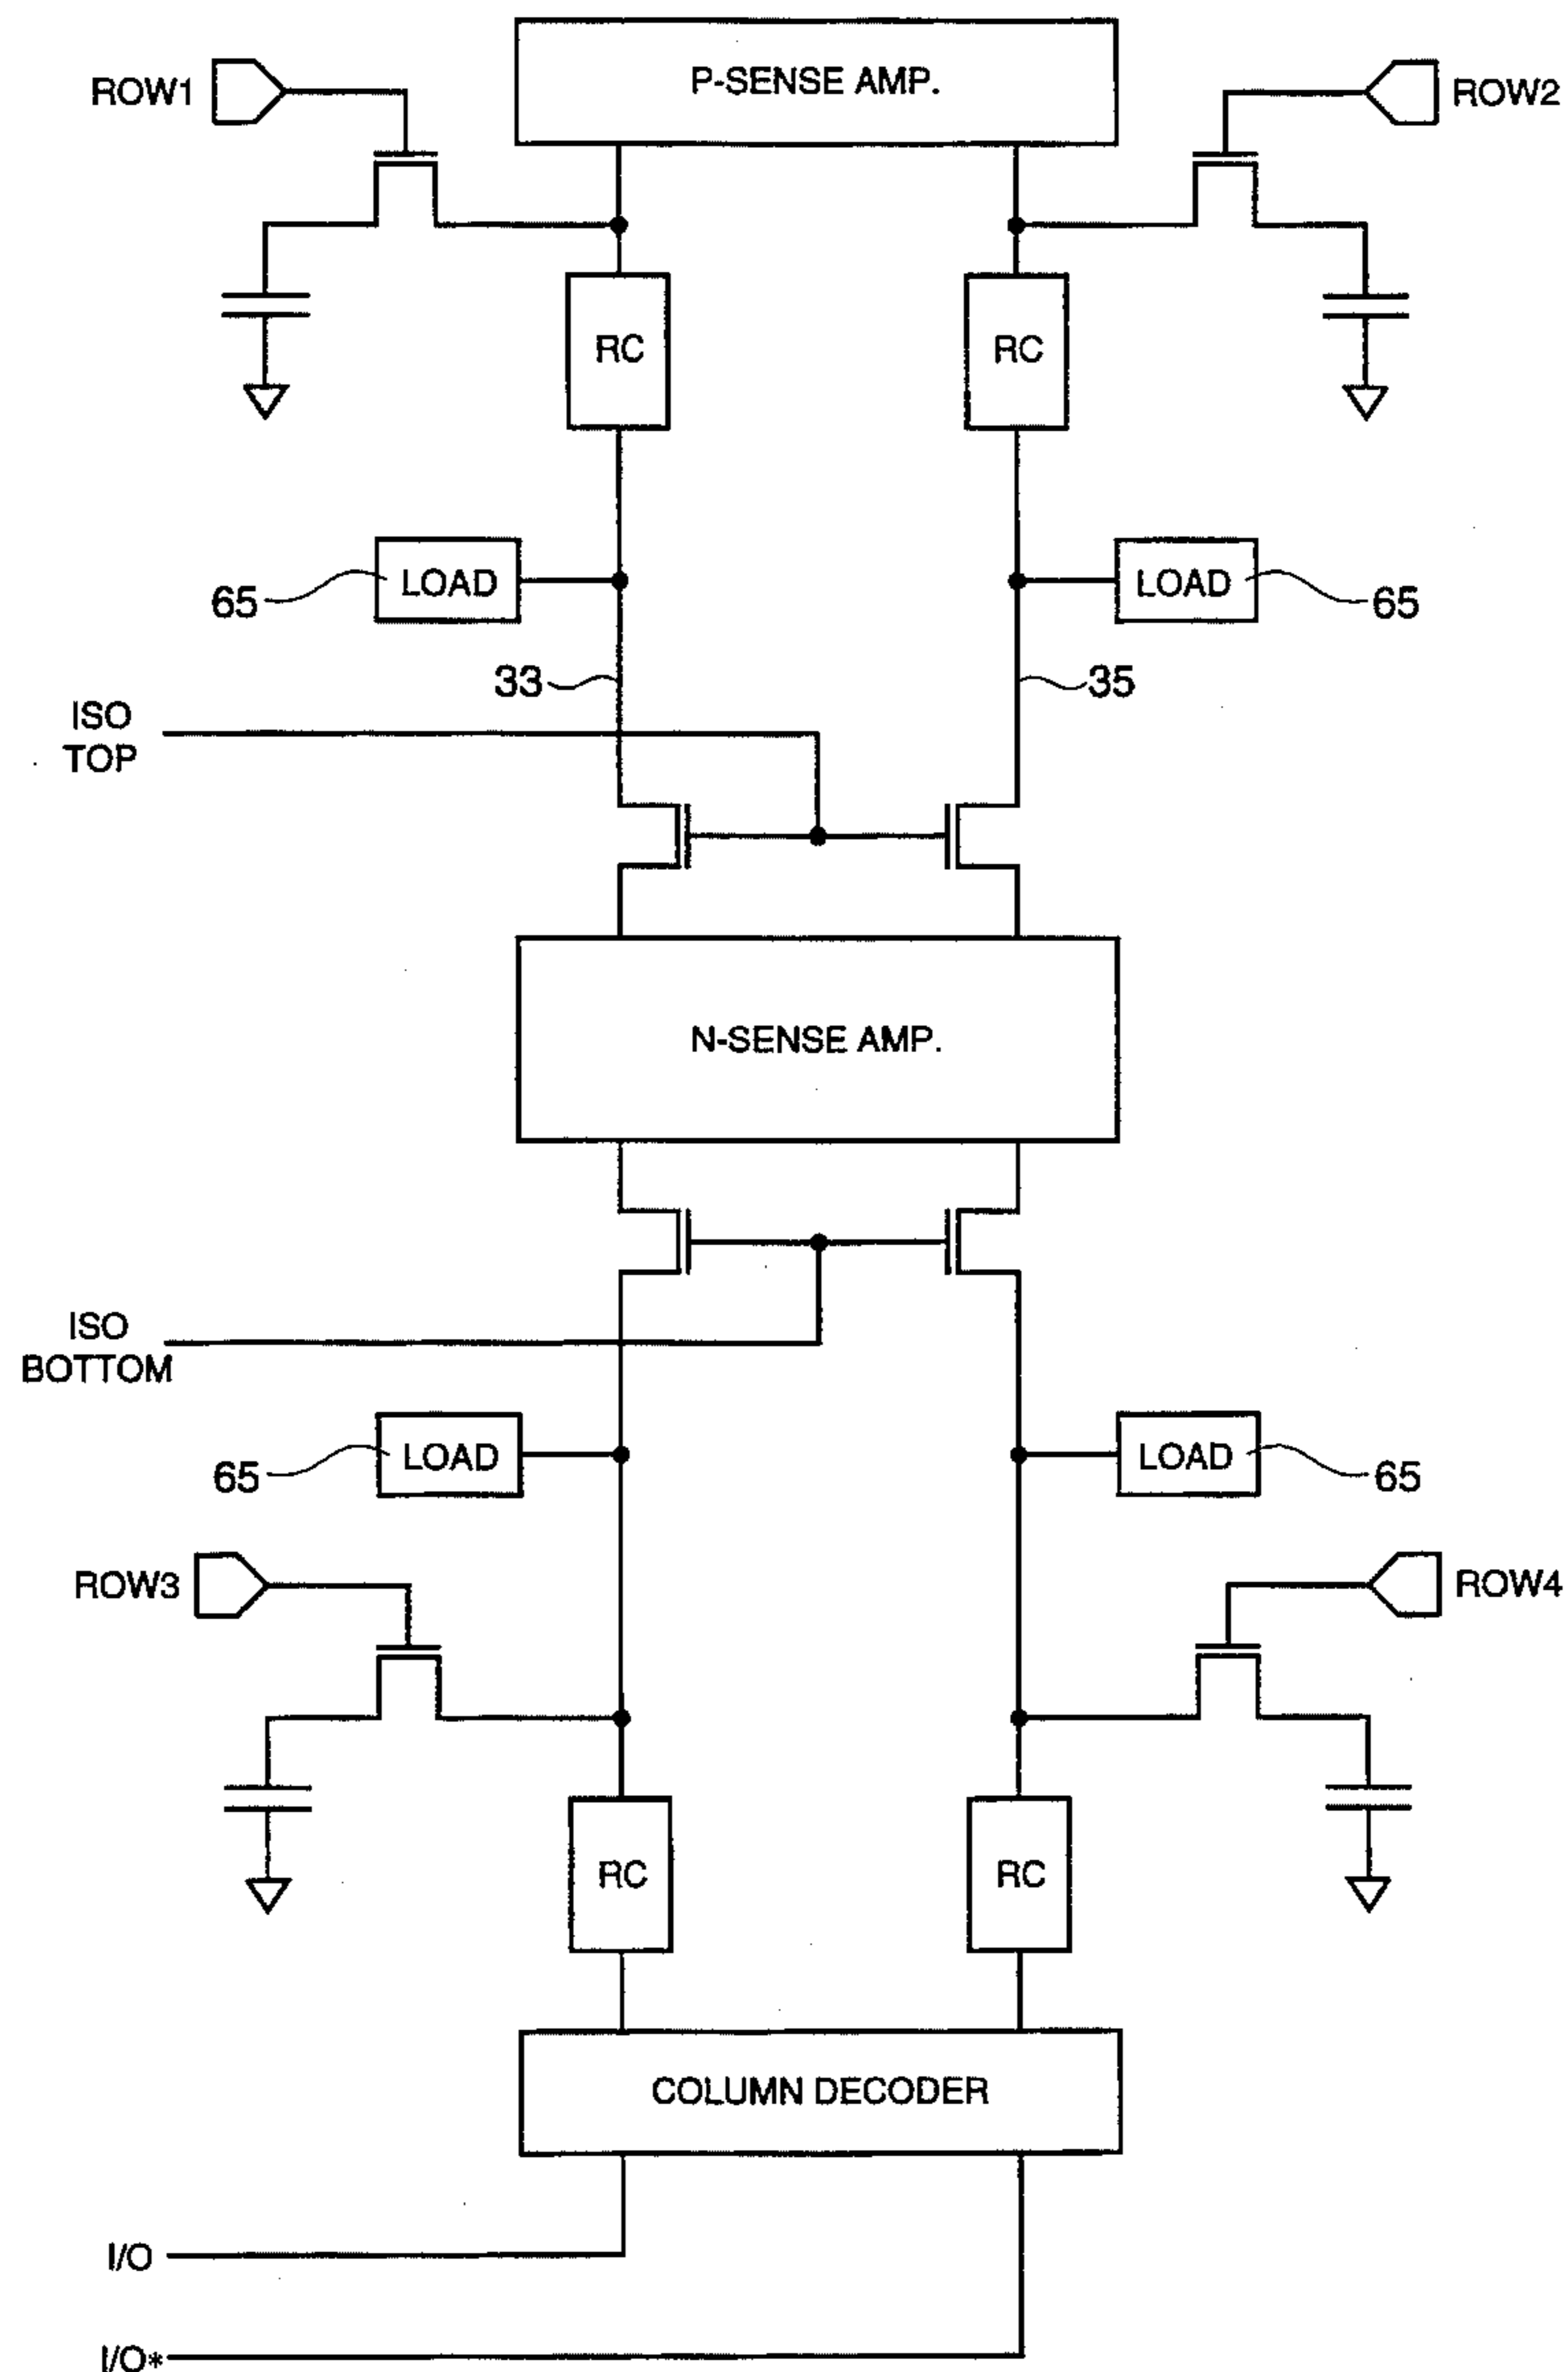 P-SENSE AMP.
ROW1
ROW2
RC
RC
65
LOAD
LOAD
65
33
35
ISO
TOP
N-SENSE AMP.
ISO
BOTTOM
65
LOAD
LOAD
65
ROW3
ROW4
RC
RC
COLUMN DECODER
I/O
I/O*